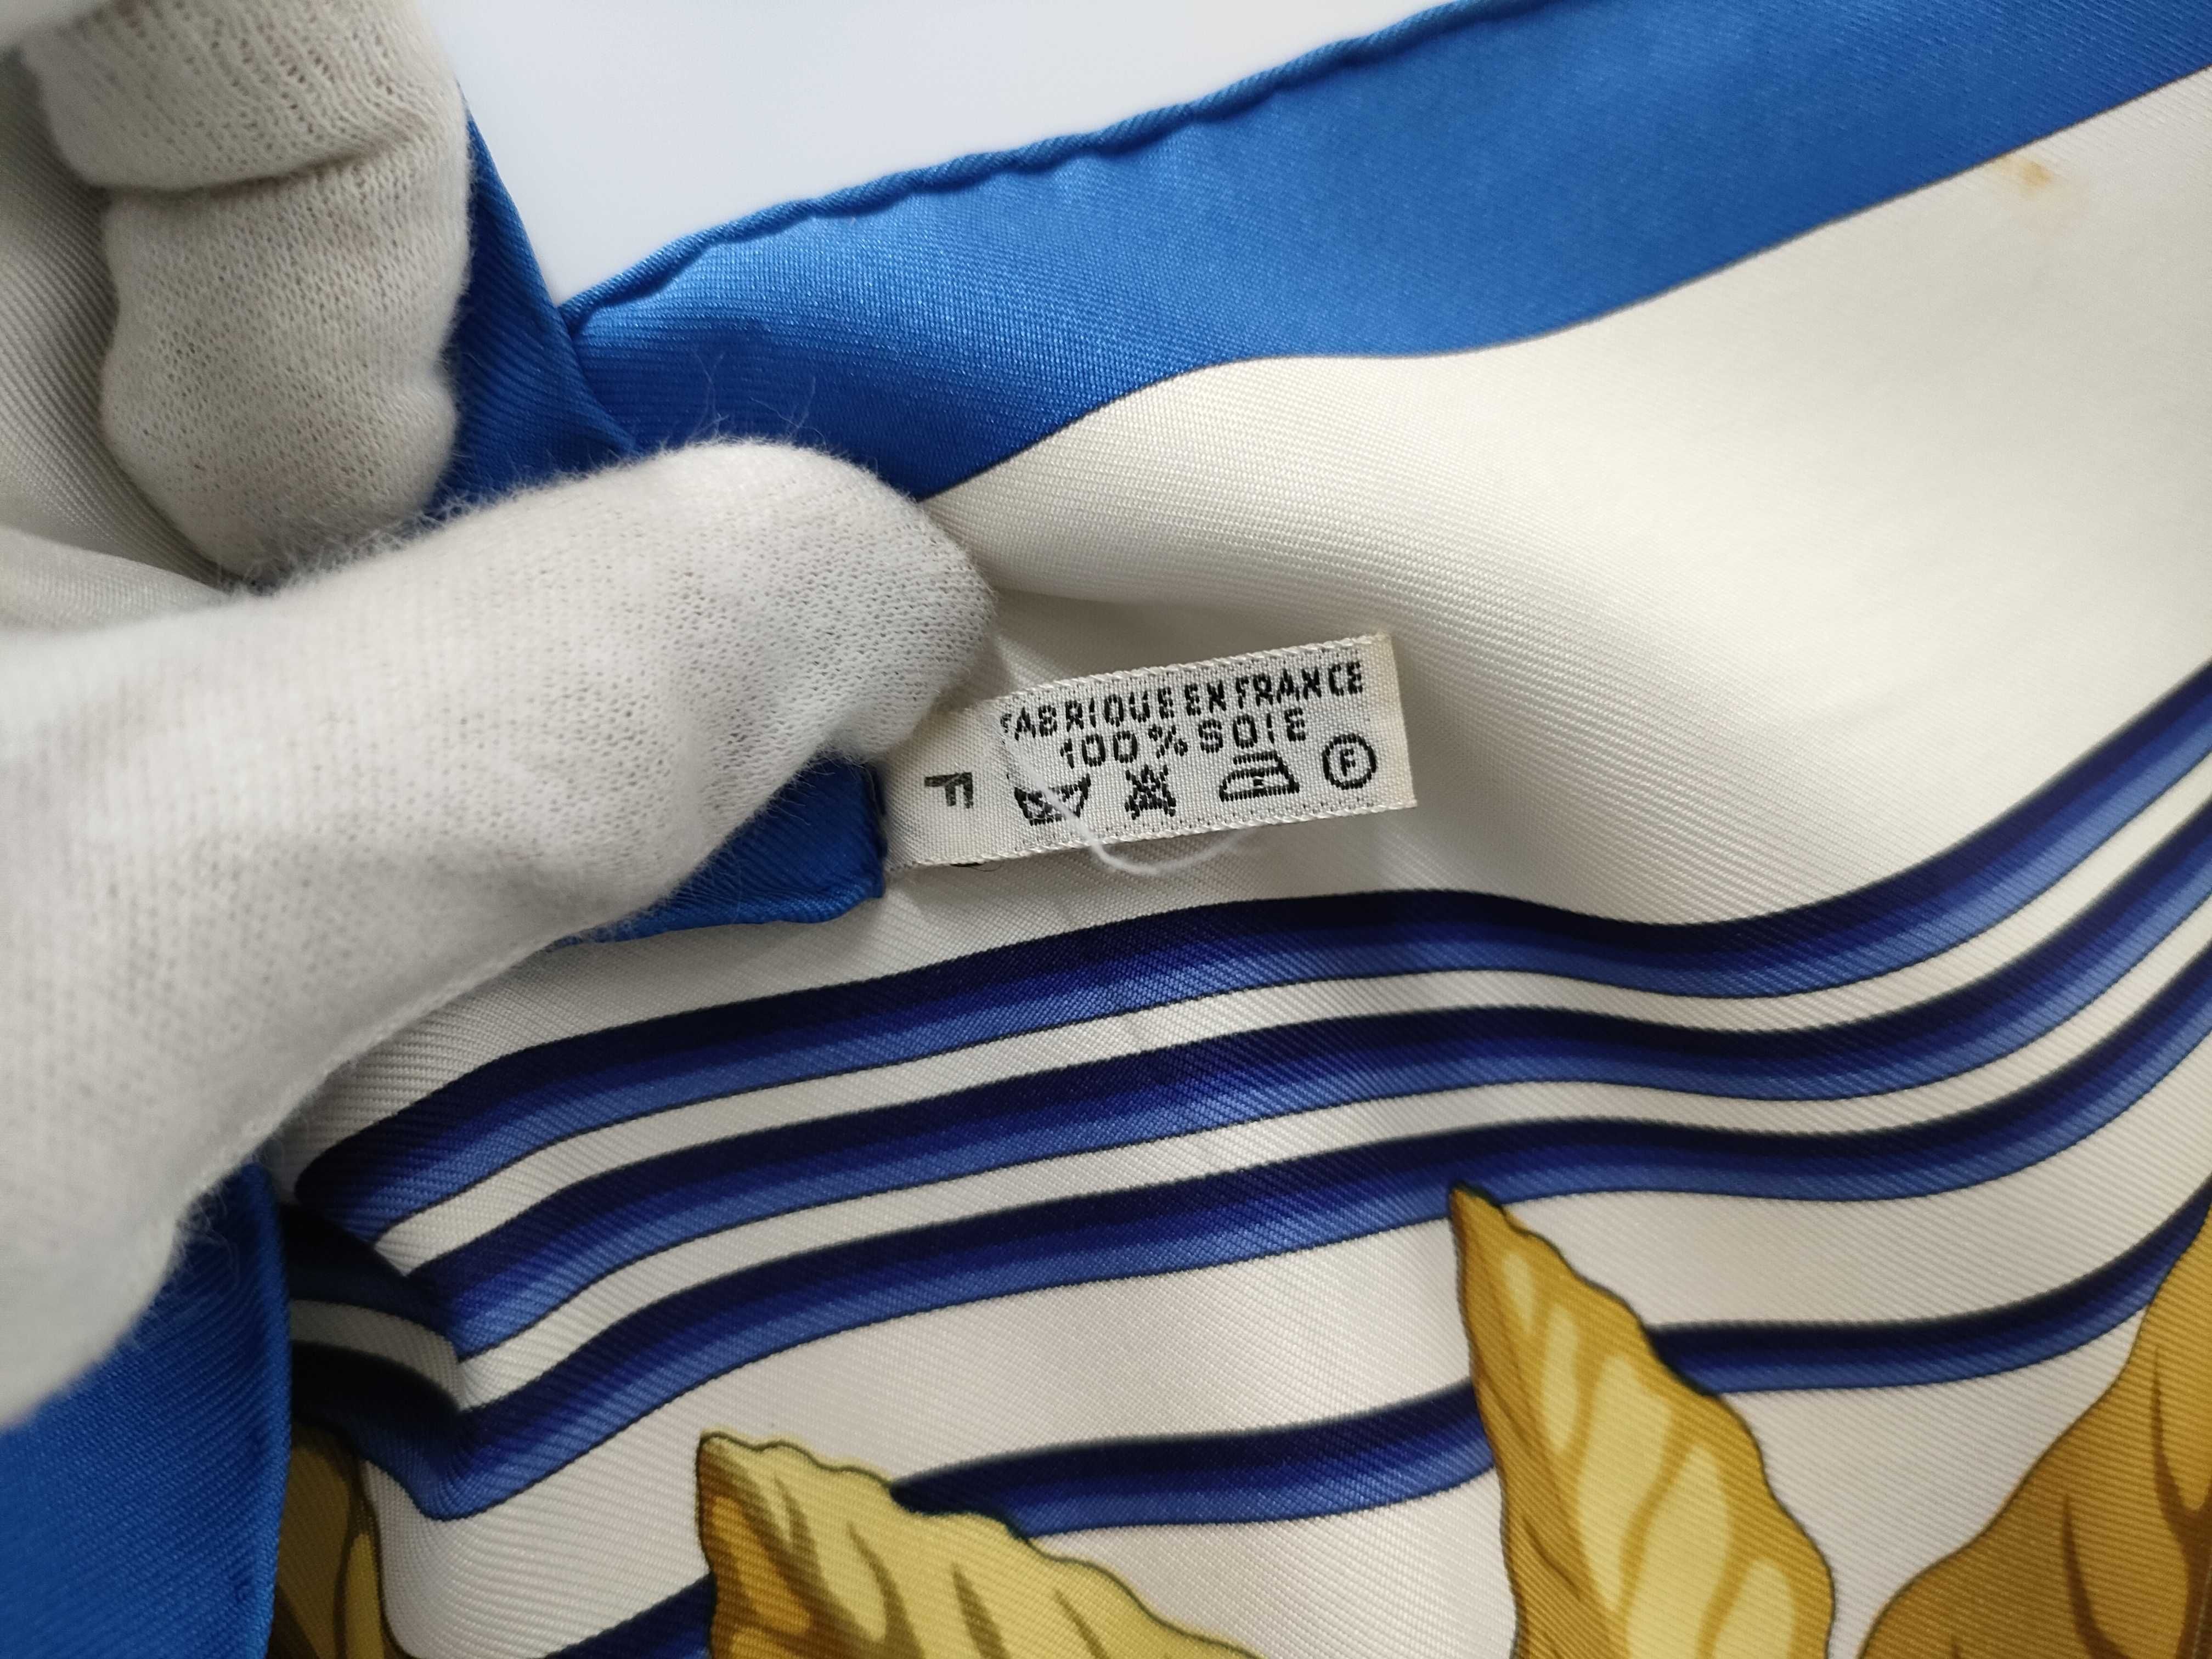 FABRIQUE EN FRANCE
100% SOIE
F
F